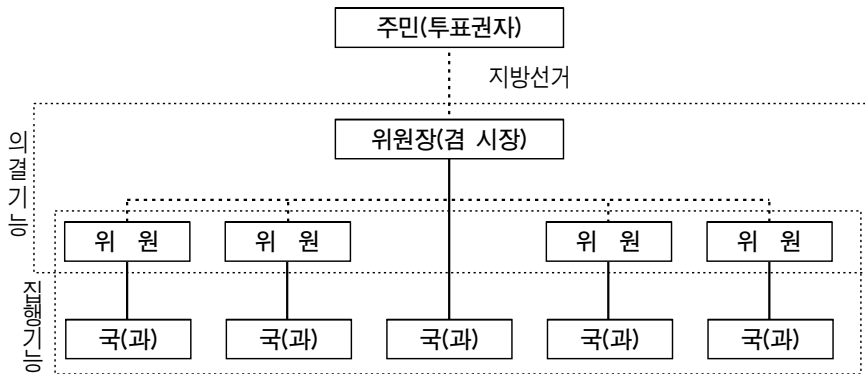 주민(투표권자)
지방선거
위원장(겸 시장)
의결기능
위 원
위 원
위 원
위 원
집행기능
국(과)
국(과)
국(과)
국(과)
국(과)